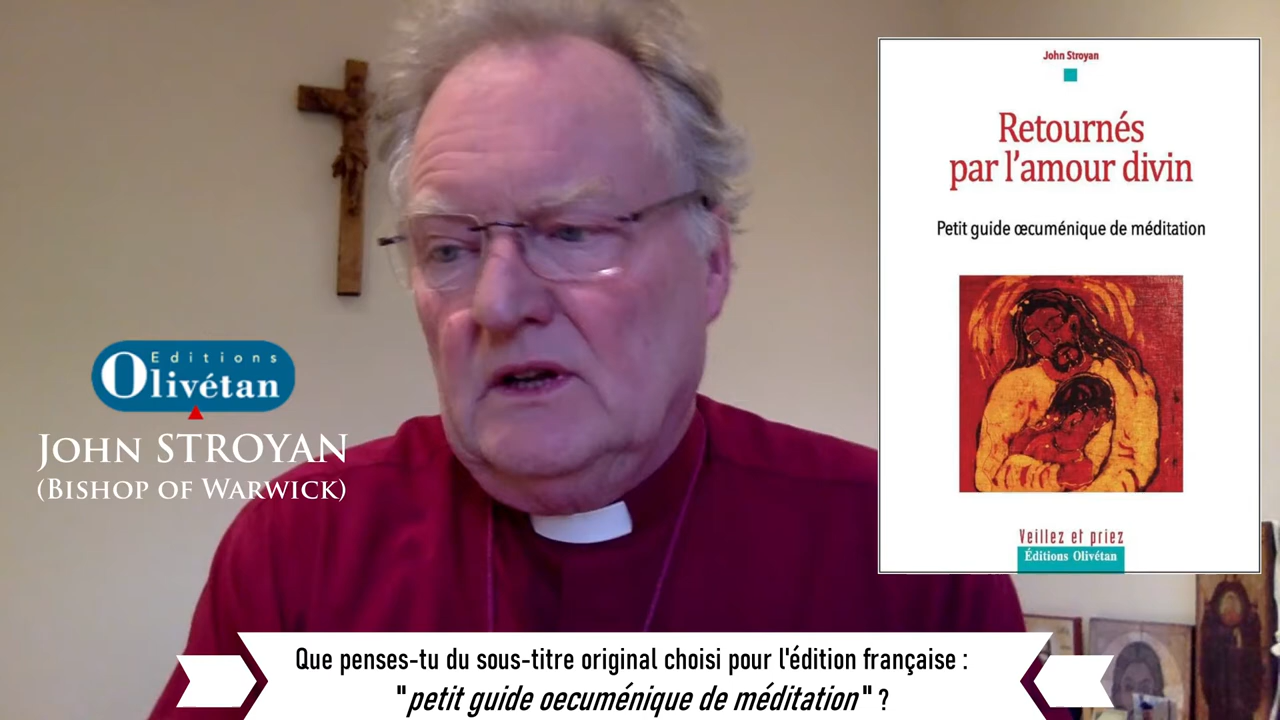 Editions
Olivétan
John STROYAN
(Bishop of Warwick)
John Stroyan
Retournés
par l'amour divin
Petit guide œcuménique de méditation
Veillez et priez
Éditions Olivétan
Que penses-tu du sous-titre original choisi pour l'édition française :
"petit guide oecuménique de méditation" ?